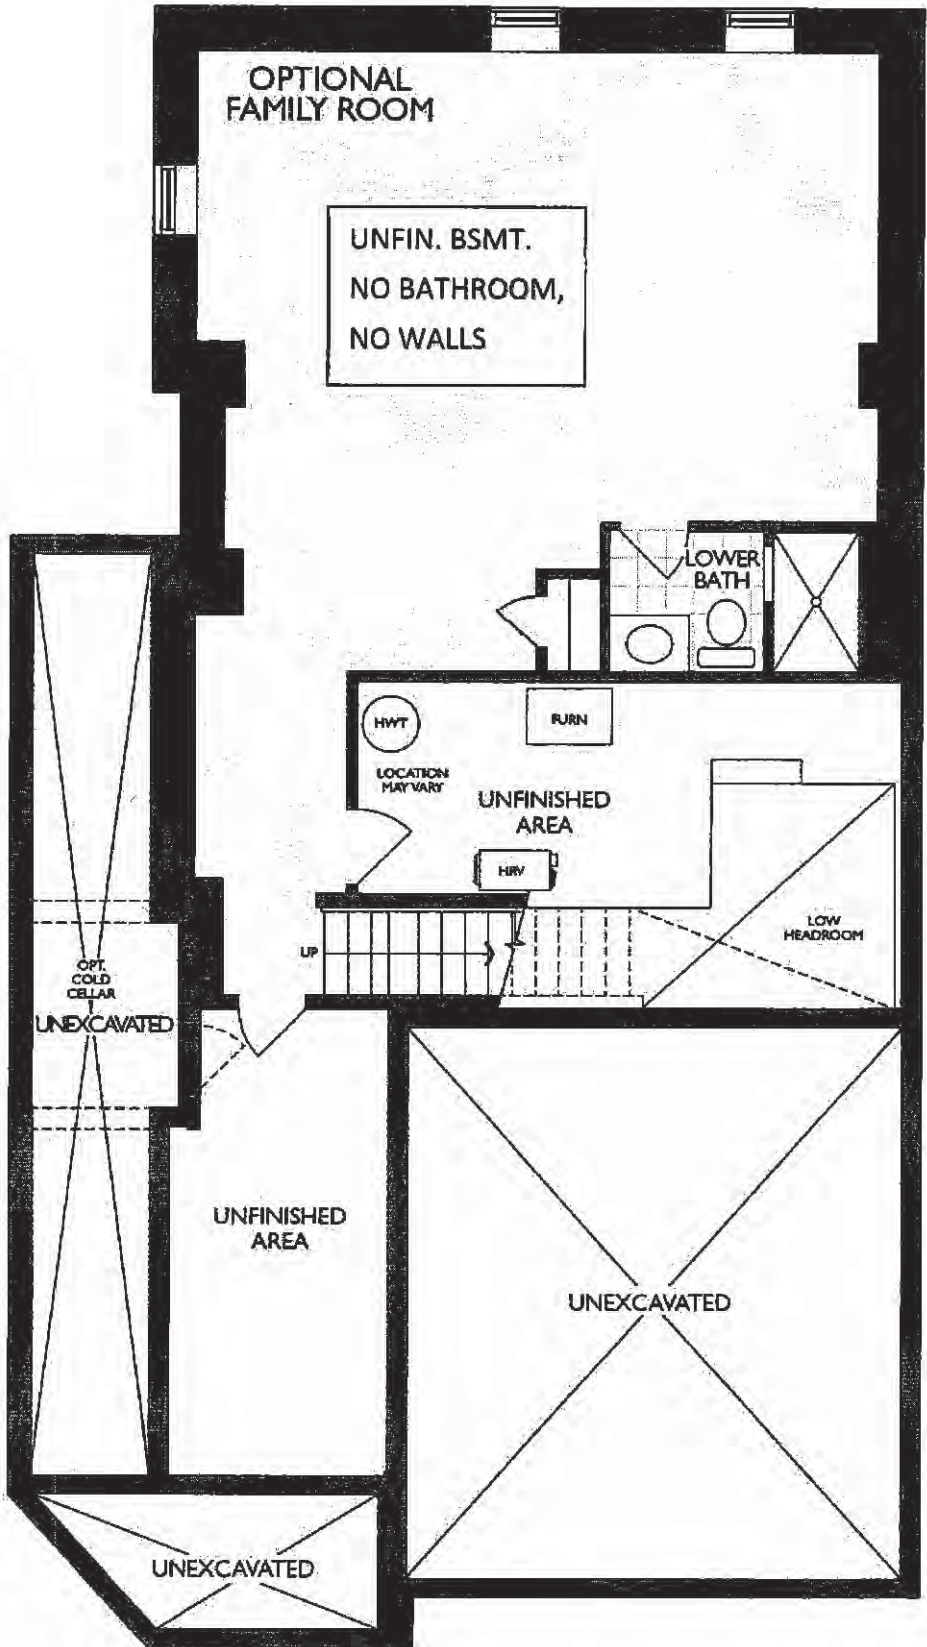 OPTIONAL
FAMILY ROOM
UNFIN. BSMT.
NO BATHROOM,
NO WALLS
LOWER
BATH
HWT
FURN
LOCATION
MAY VARY
UNFINISHED
AREA
HRV
LOW
HEADROOM
UP
OPT.
COLD
CELLAR
UNEXCAVATED
UNFINISHED
AREA
UNEXCAVATED
UNEXCAVATED